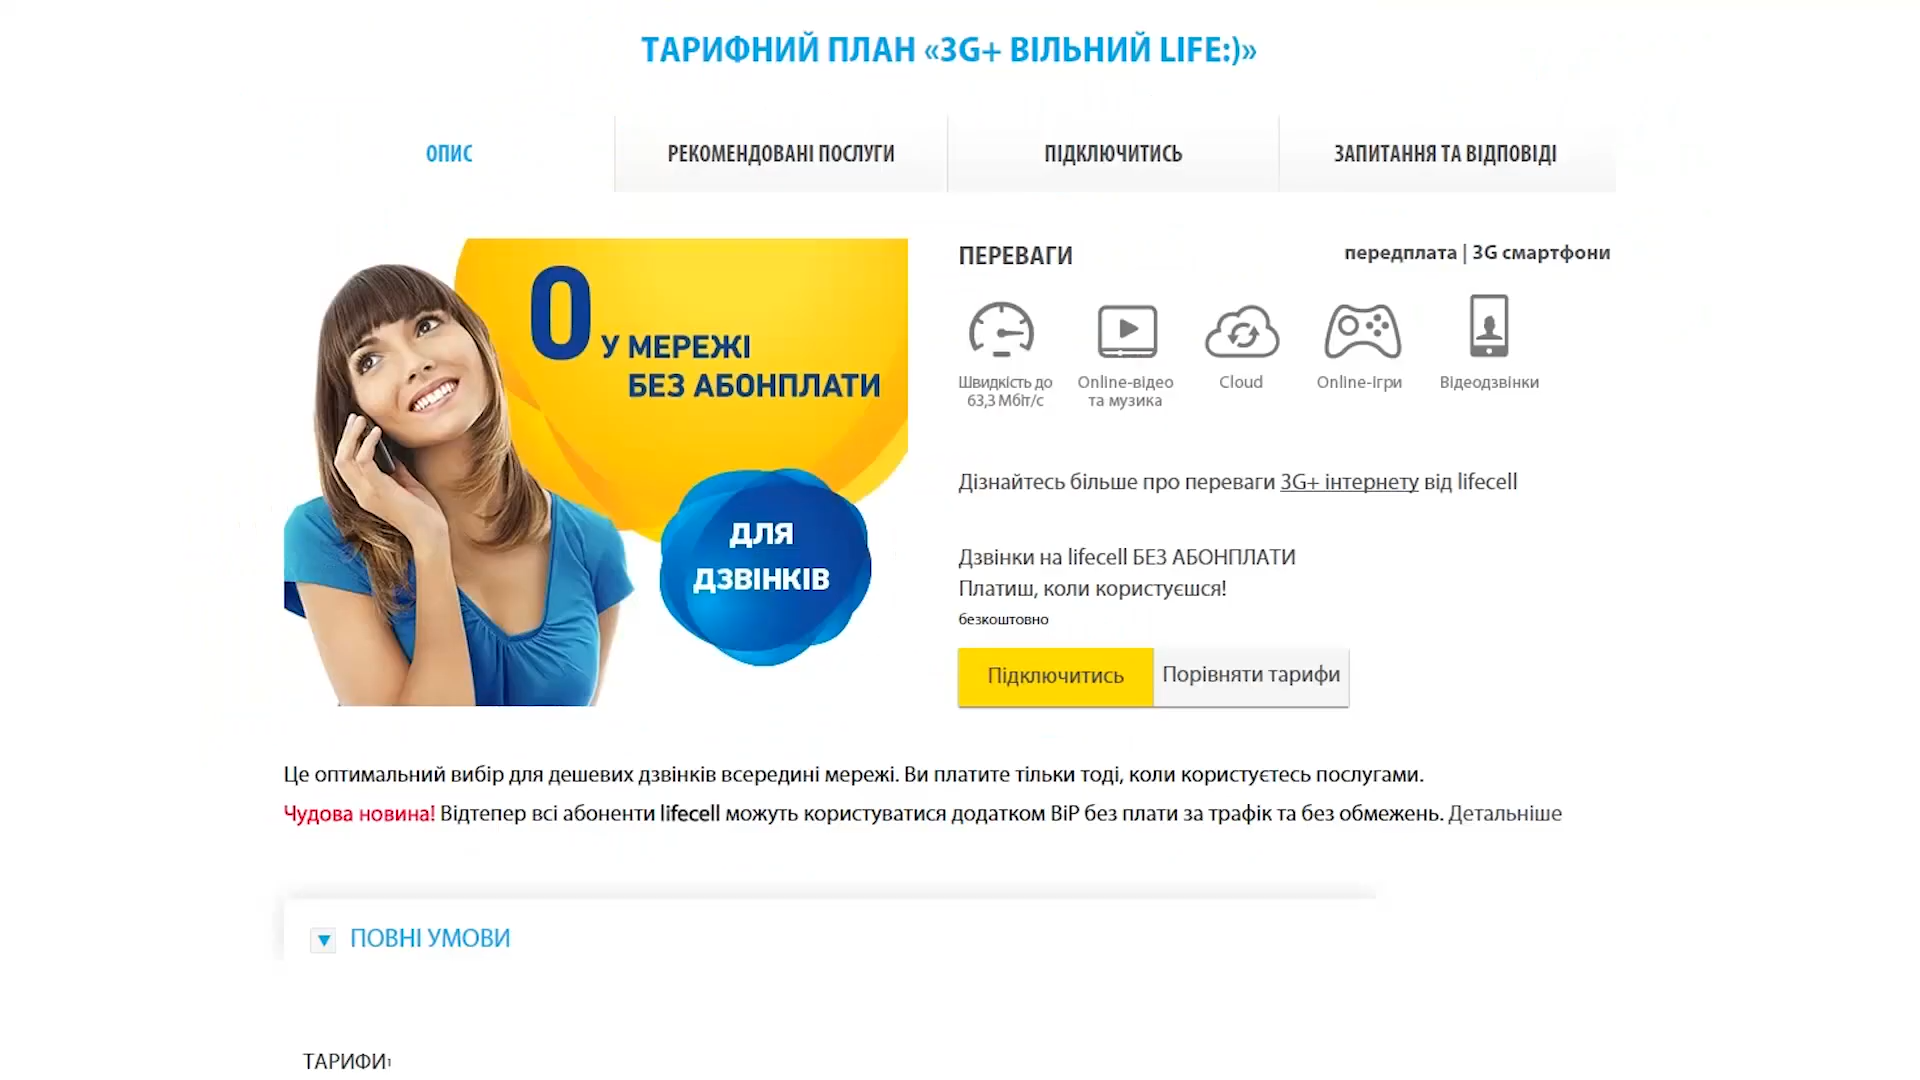 ТАРИФНИЙ ПЛАН «3G+ ВІЛЬНИЙ LIFE:)»
ОПИС
РЕКОМЕНДОВАНІ ПОСЛУГИ
ПІДКЛЮЧИТИСЬ
ЗАПИТАННЯ ТА ВІДПОВІДІ
0 У МЕРЕЖІ
БЕЗ АБОНПЛАТИ
ДЛЯ
ДЗВІНКІВ
ПЕРЕВАГИ
передплата | 3G смартфони
Швидкість до
63,3 Мбіт/с
Online-відео
та музика
Cloud
Online-ігри
Відеодзвінки
Дізнайтесь більше про переваги 3G+ інтернету від lifecell
Дзвінки на lifecell БЕЗ АБОНПЛАТИ
Платиш, коли користуєшся!
безкоштовно
Підключитись
Порівняти тарифи
Це оптимальний вибір для дешевих дзвінків всередині мережі. Ви платите тільки тоді, коли користуєтесь послугами.
Чудова новина! Відтепер всі абоненти lifecell можуть користуватися додатком BiP без плати за трафік та без обмежень. Детальніше
ПОВНІ УМОВИ
ТАРИФИ¹